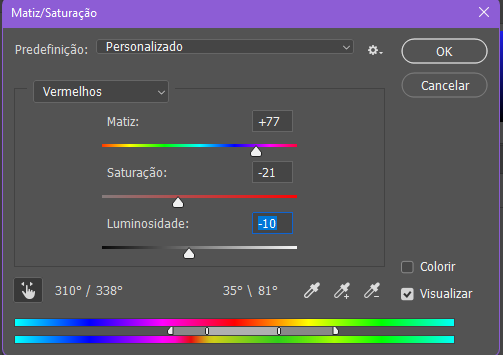 Matiz/Saturação
Predefinição: Personalizado
OK
Cancelar
Vermelhos
Matiz: +77
Saturação: -21
Luminosidade: -10
Colorir
310° / 338° 35° \ 81°
Visualizar